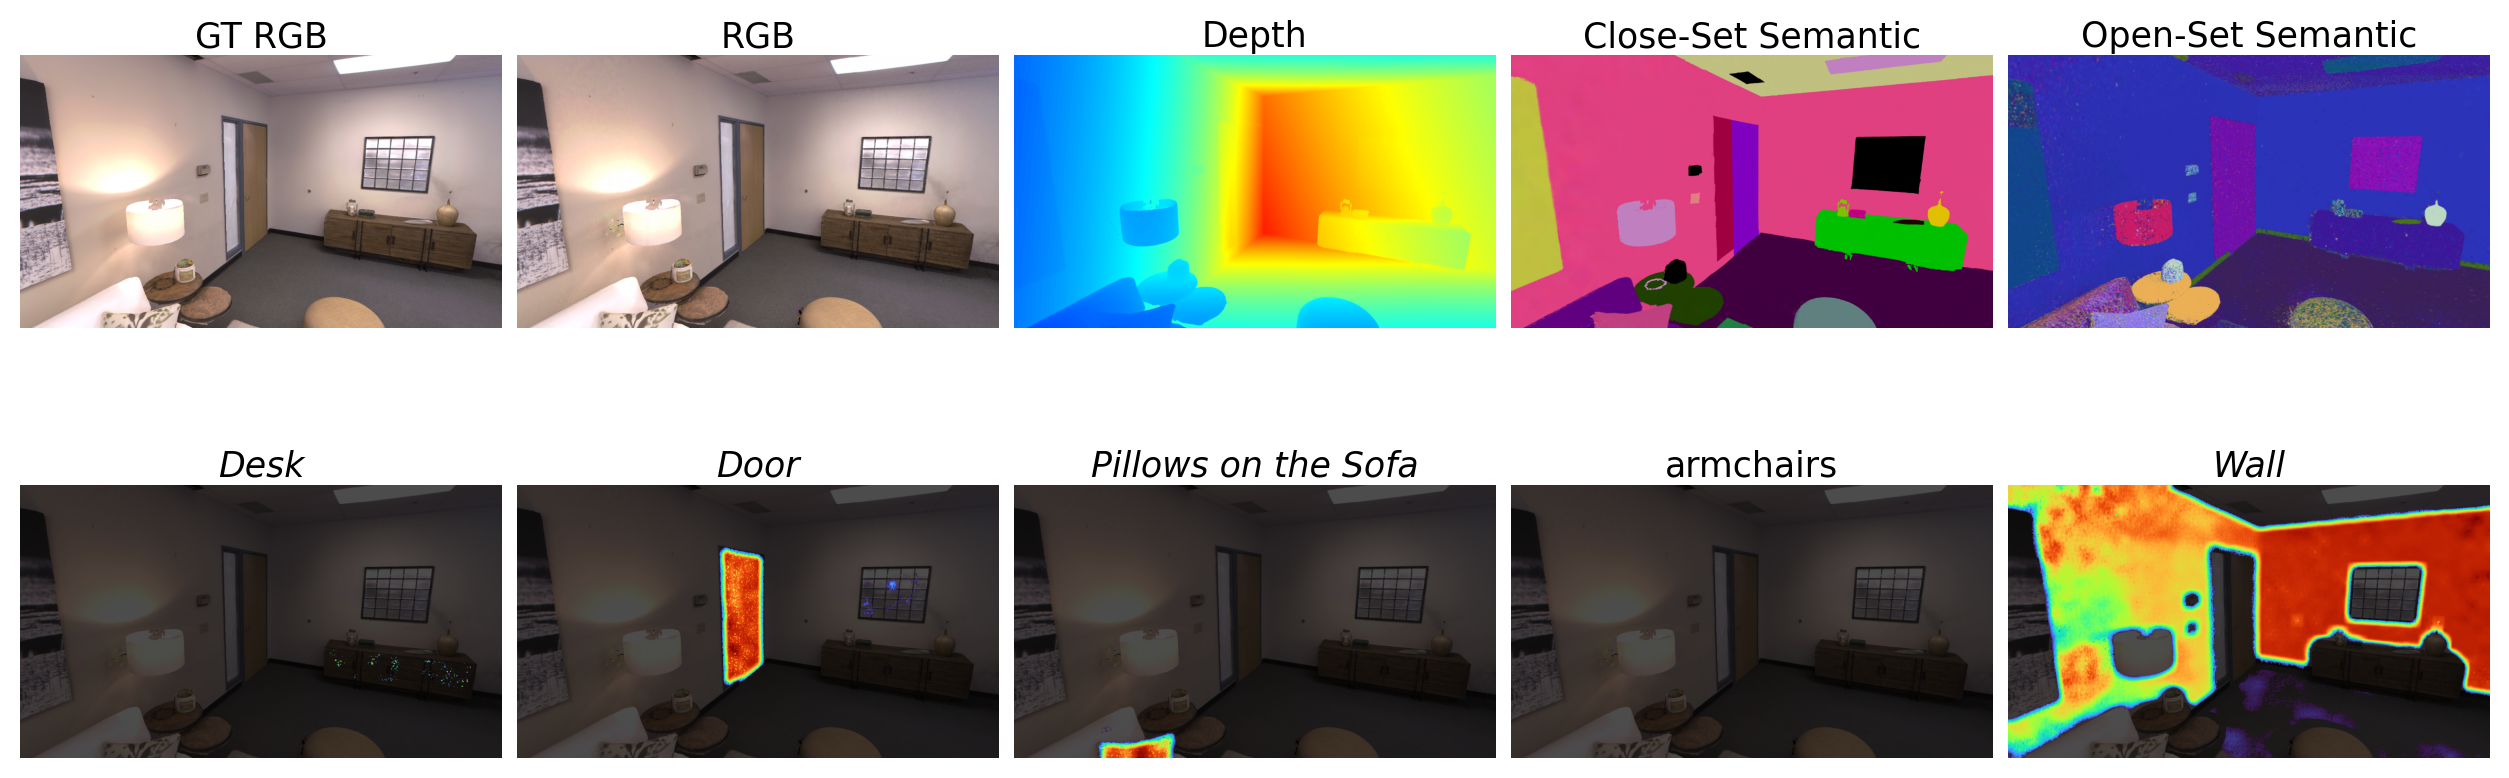 GT RGB
RGB
Depth
Close-Set Semantic
Open-Set Semantic
Desk
Door
Pillows on the Sofa
armchairs
Wall